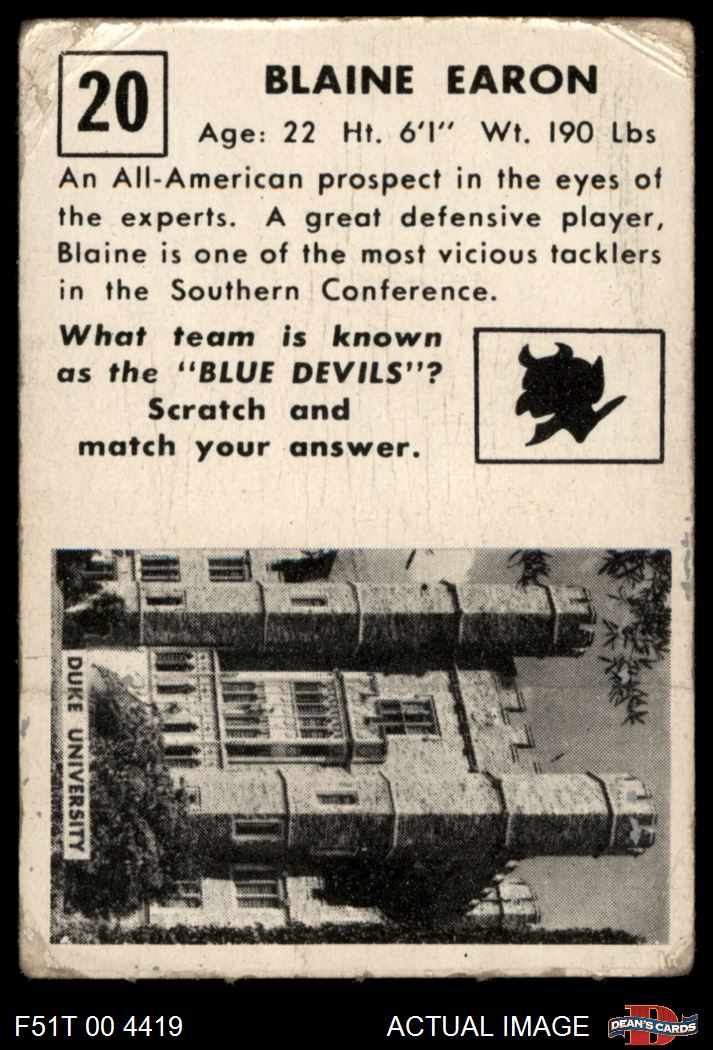 20
BLAINE EARON
Age: 22 Ht. 6'1" Wt. 190 Lbs
An All-American prospect in the eyes of
the experts. A great defensive player,
Blaine is one of the most vicious tacklers
in the Southern Conference.
What team is known
as the "BLUE DEVILS"?
Scratch and
match your answer.
DUKE UNIVERSITY
F51T 00 4419
ACTUAL IMAGE
D
DEAN'S CARDS